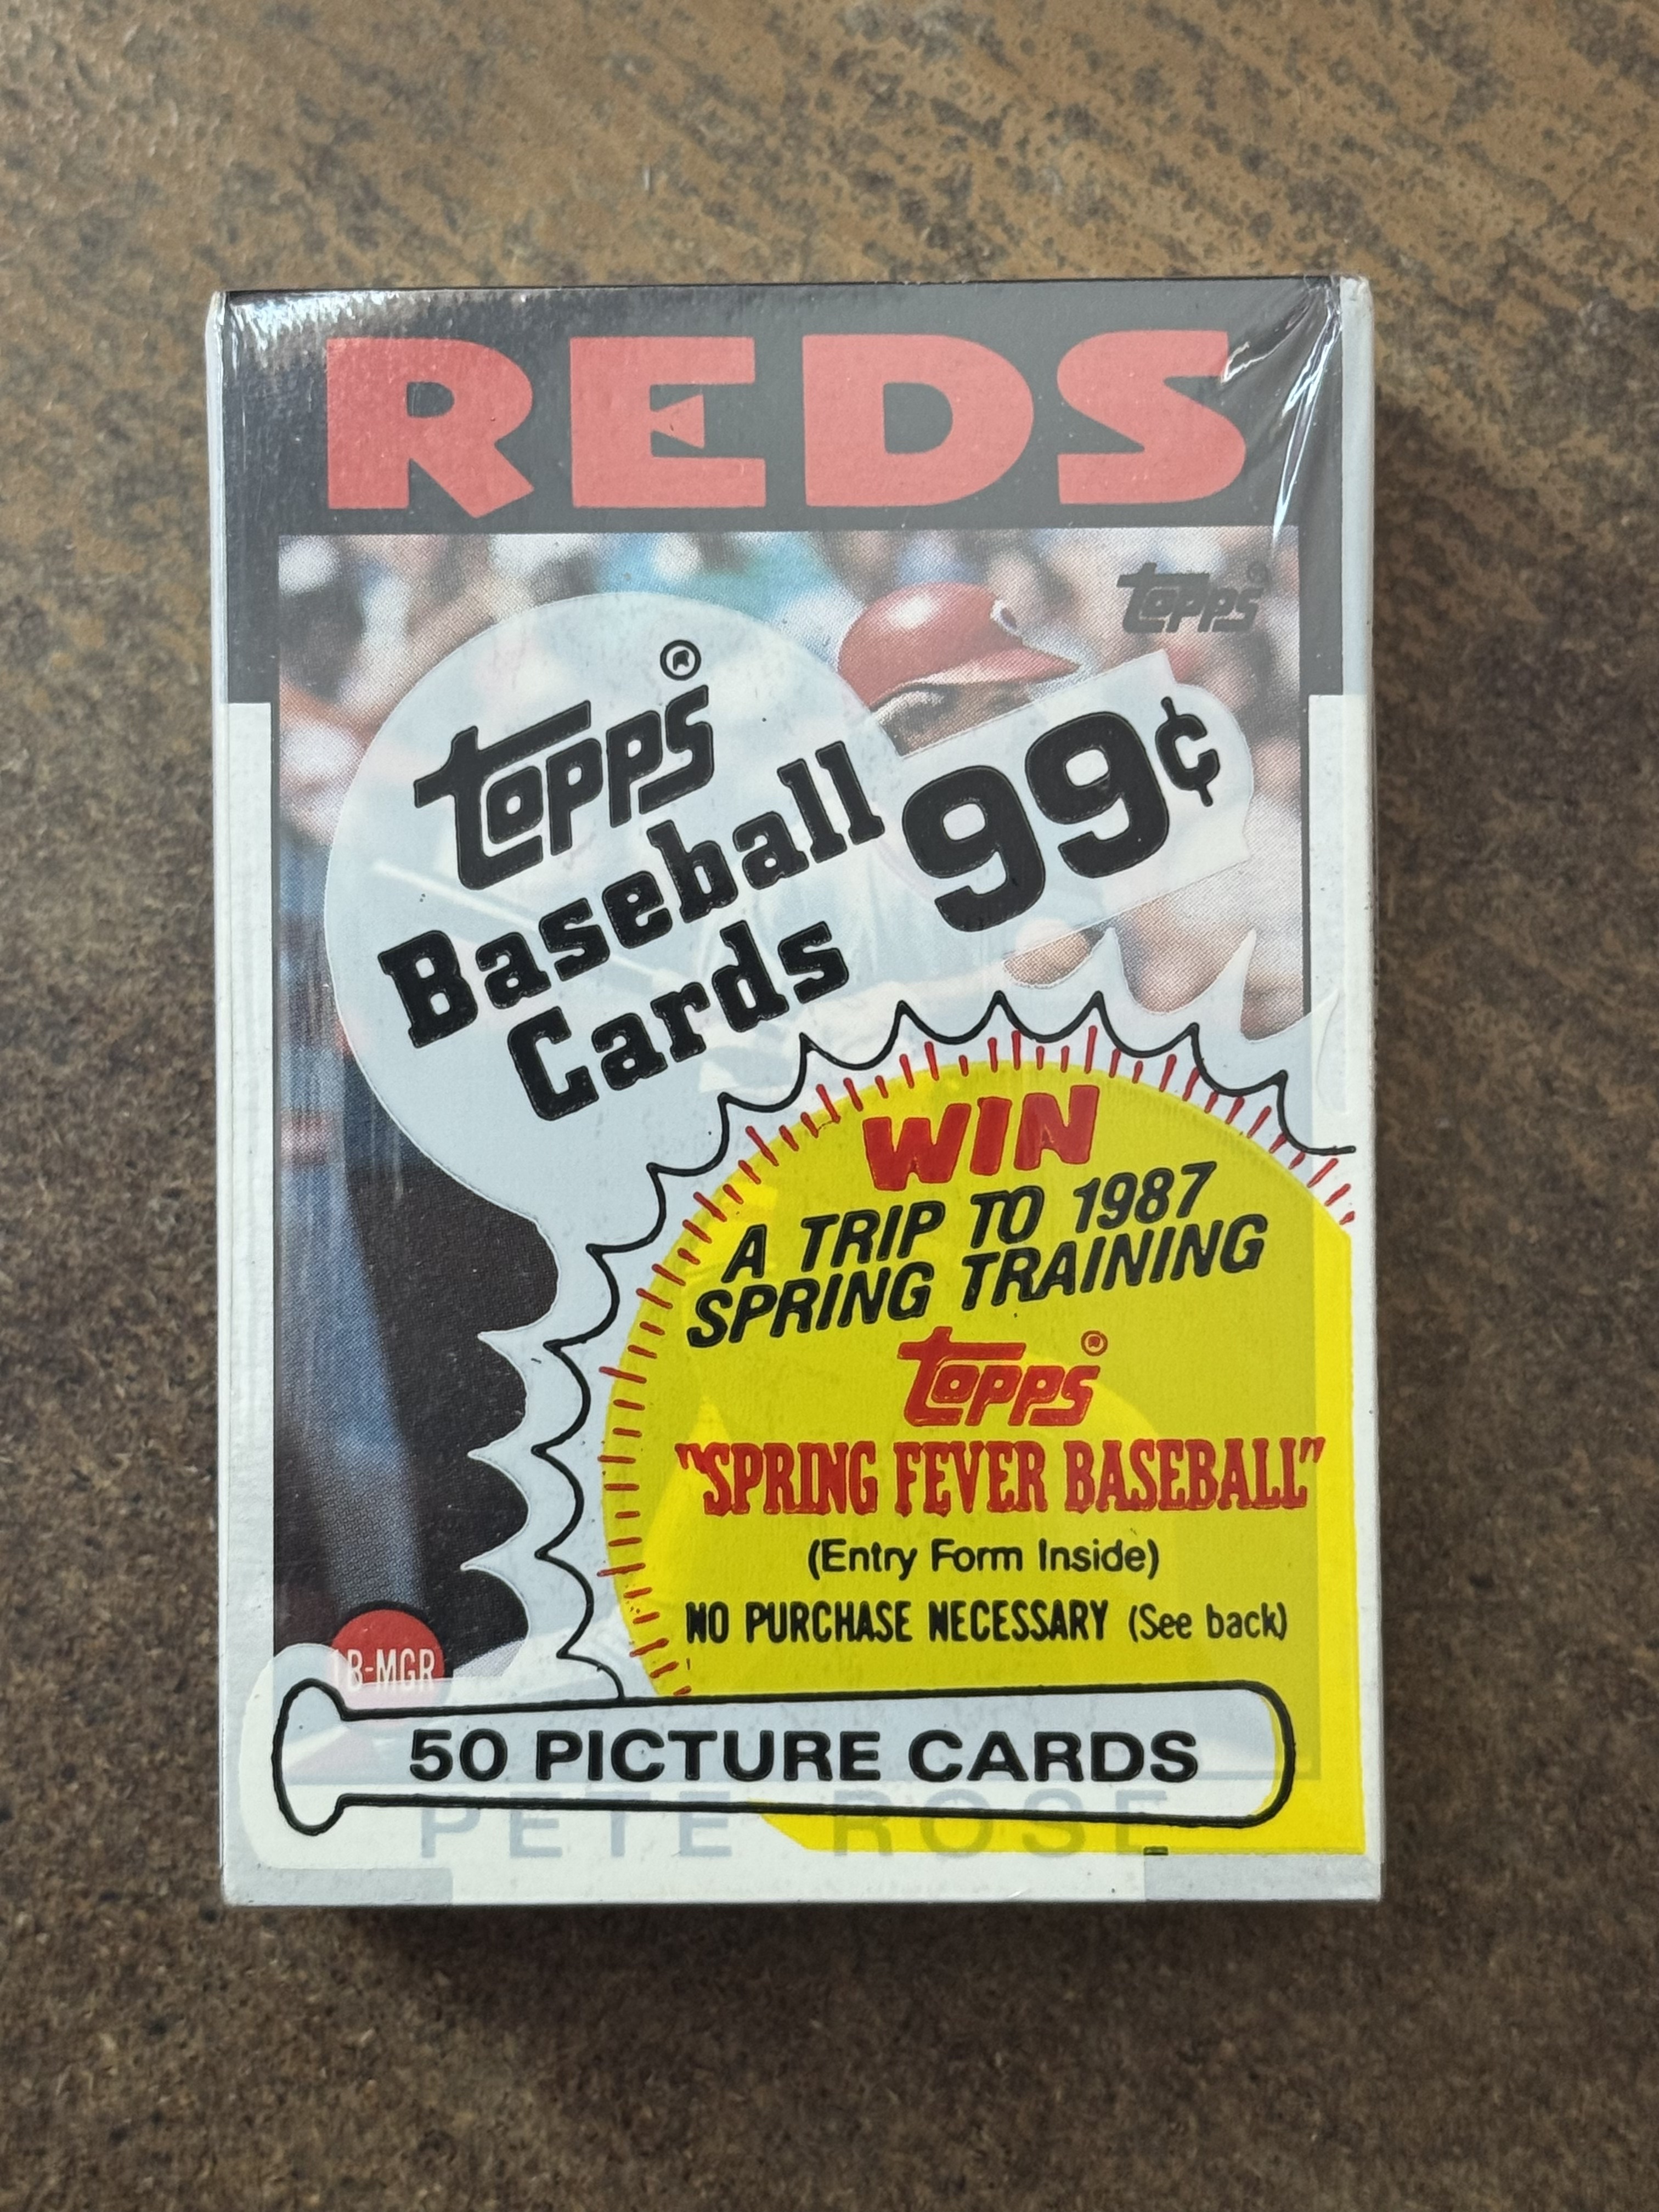 REDS
topps®
topps®
Baseball
Cards
99¢
WIN
A TRIP TO 1987
SPRING TRAINING
topps®
"SPRING FEVER BASEBALL"
(Entry Form Inside)
NO PURCHASE NECESSARY (See back)
1B-MGR
50 PICTURE CARDS
PETE ROSE